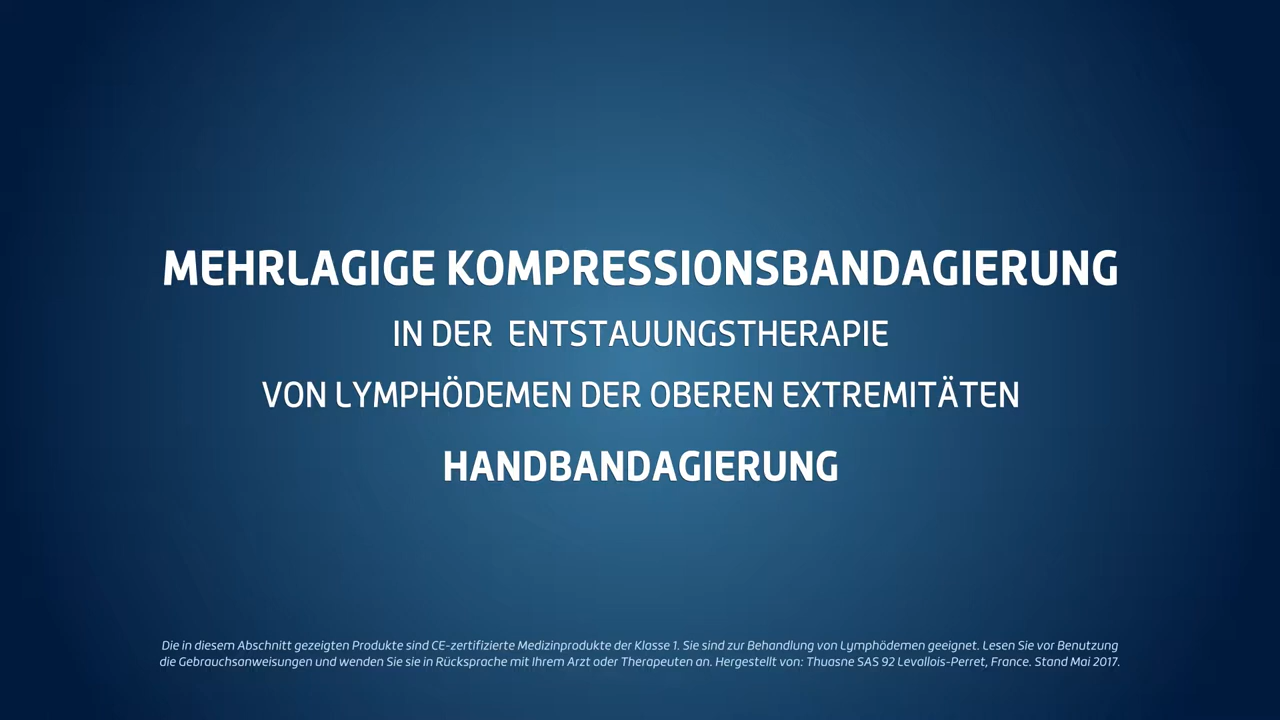 MEHRLAGIGE KOMPRESSIONSBANDAGIERUNG
IN DER ENTSTAUUNGSTHERAPIE
VON LYMPHÖDEMEN DER OBEREN EXTREMITÄTEN
HANDBANDAGIERUNG
Die in diesem Abschnitt gezeigten Produkte sind CE-zertifizierte Medizinprodukte der Klasse 1. Sie sind zur Behandlung von Lymphödemen geeignet. Lesen Sie vor Benutzung
die Gebrauchsanweisungen und wenden Sie sie in Rücksprache mit Ihrem Arzt oder Therapeuten an. Hergestellt von: Thuasne SAS 92 Levallois-Perret, France. Stand Mai 2017.